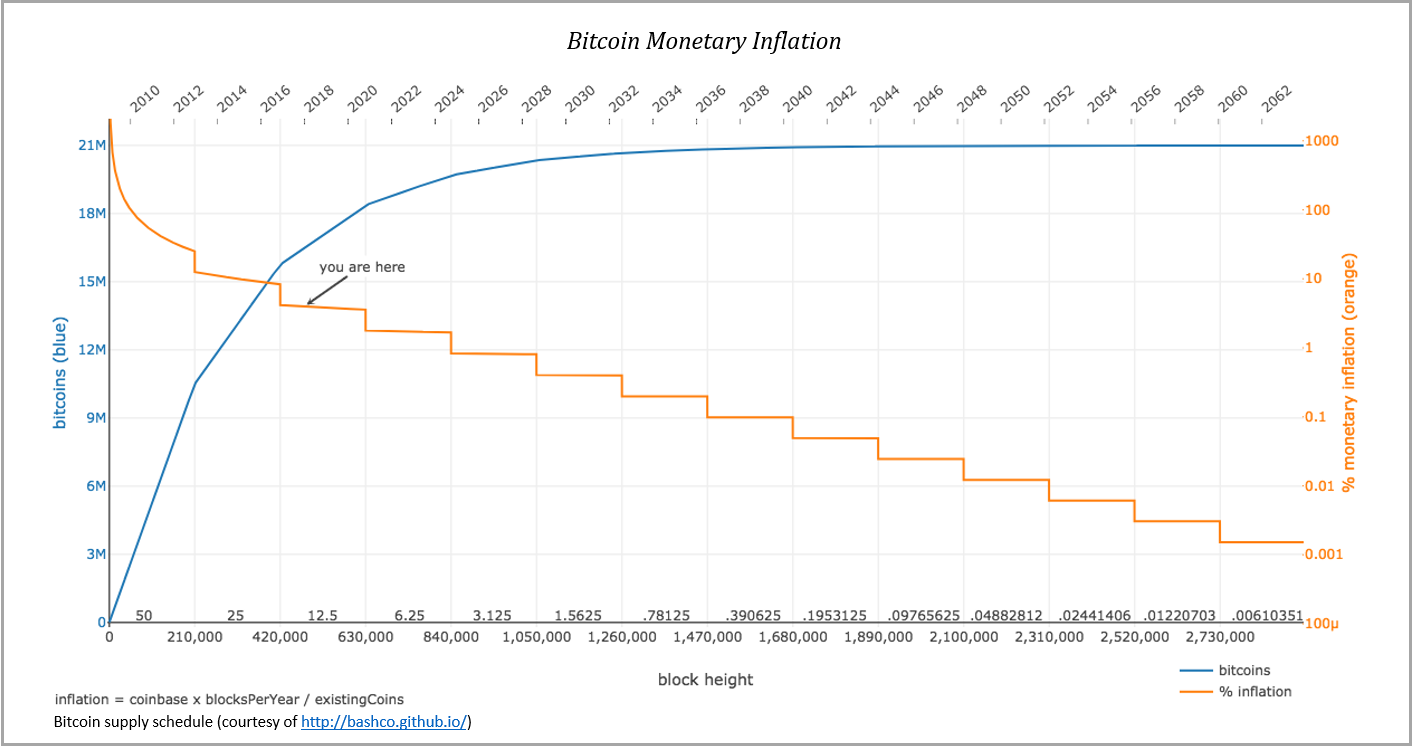 Bitcoin Monetary Inflation
2010 2012 2014 2016 2018 2020 2022 2024 2026 2028 2030 2032 2034 2036 2038 2040 2042 2044 2046 2048 2050 2052 2054 2056 2058 2060 2062
21M
18M
15M
12M
9M
6M
3M
0
bitcoins (blue)
you are here
1000
100
10
1
0.1
0.01
0.001
100µ
% monetary inflation (orange)
50 25 12.5 6.25 3.125 1.5625 .78125 .390625 .1953125 .09765625 .04882812 .02441406 .01220703 .00610351
0 210,000 420,000 630,000 840,000 1,050,000 1,260,000 1,470,000 1,680,000 1,890,000 2,100,000 2,310,000 2,520,000 2,730,000
block height
bitcoins
% inflation
inflation = coinbase x blocksPerYear / existingCoins
Bitcoin supply schedule (courtesy of http://bashco.github.io/)